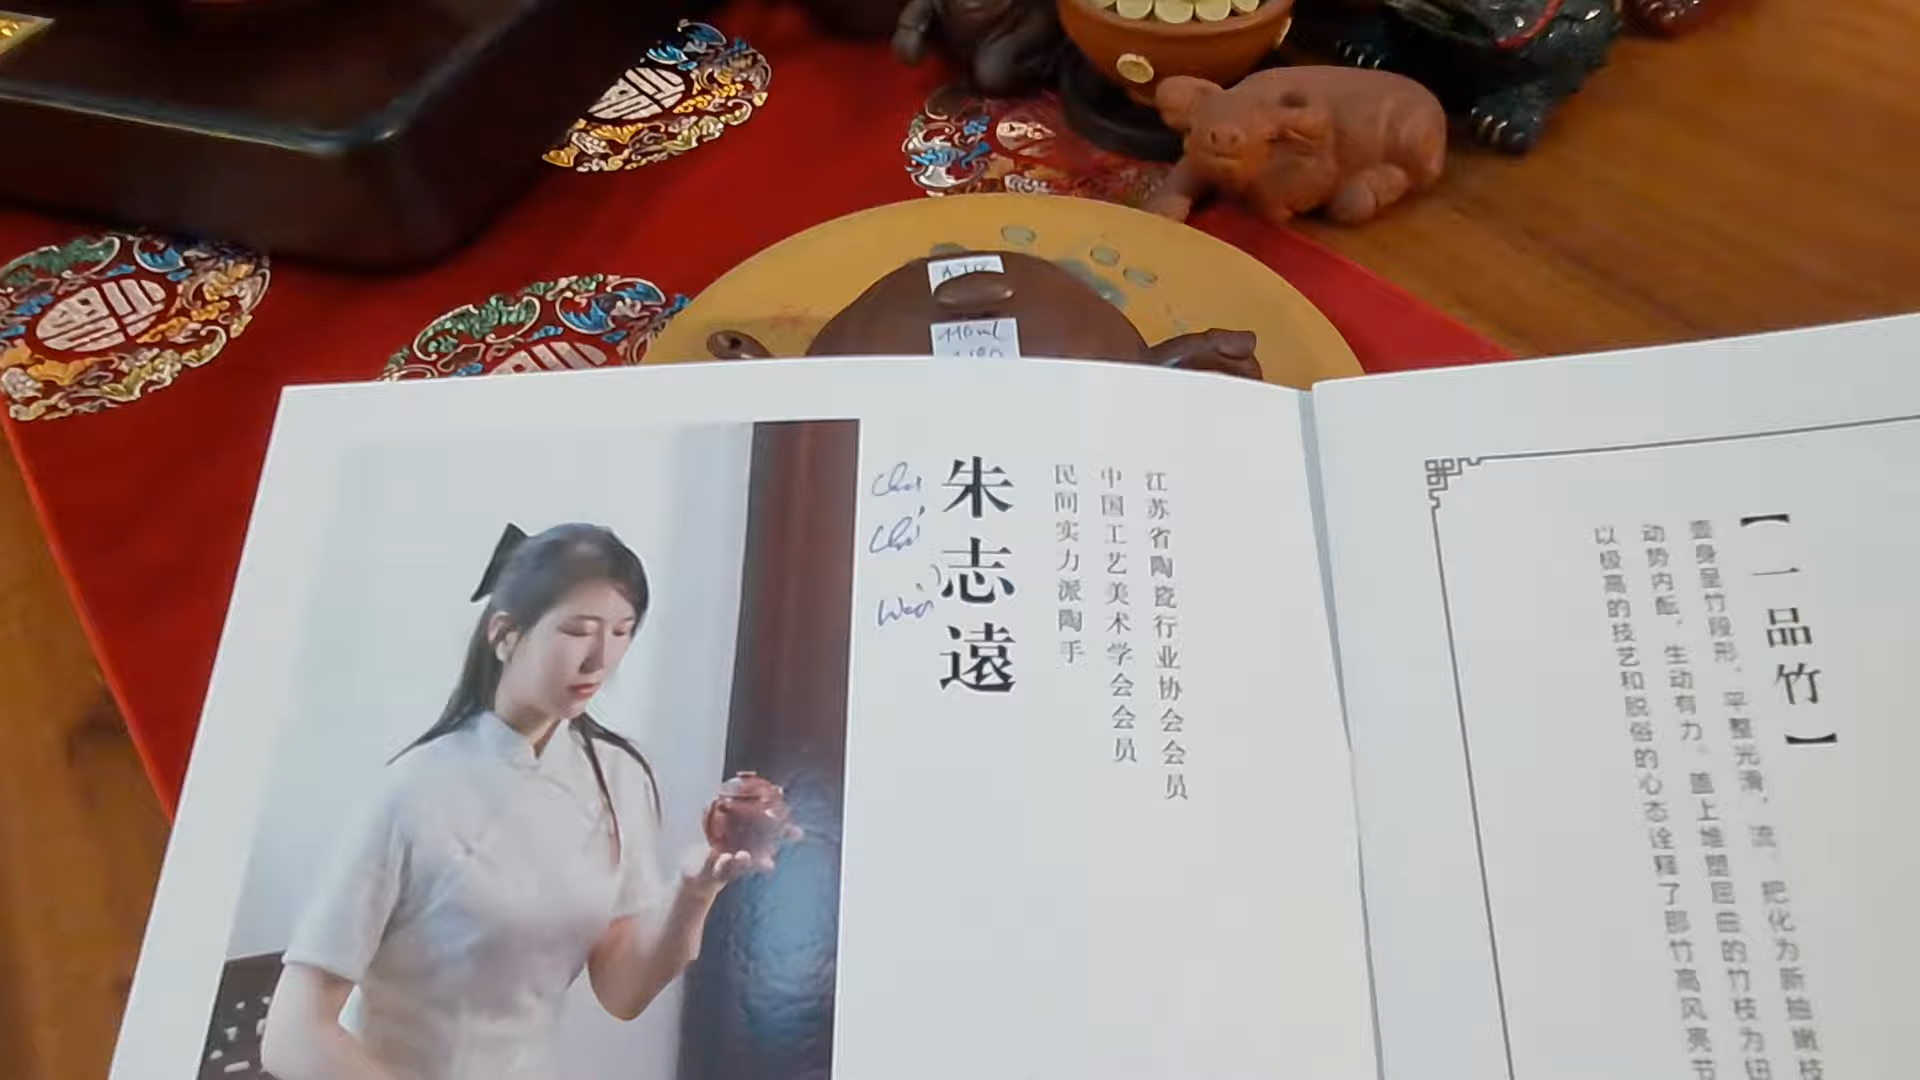 110ml
朱志遠
江苏省陶瓷行业协会会员
中国工艺美术学会会员
民间实力派陶手
【一品竹】
壶身呈竹段形，平整光滑，流、把化为新抽嫩枝
动势内酝，生动有力。盖上堆塑屈曲的竹枝为钮
以极高的技艺和脱俗的心态诠释了那竹高风亮节